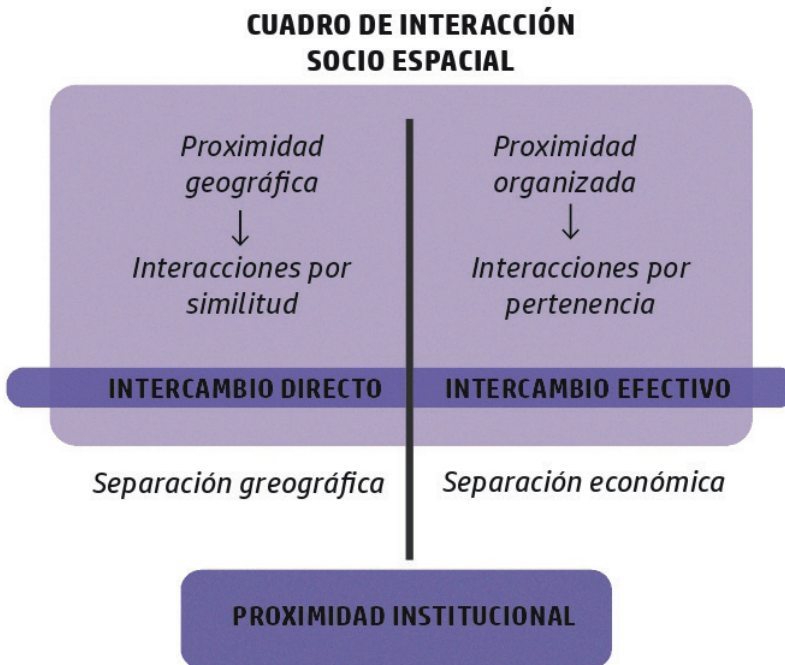 CUADRO DE INTERACCIÓN
SOCIO ESPACIAL
Proximidad
geográfica
↓
Interacciones por
similitud
Proximidad
organizada
↓
Interacciones por
pertenencia
INTERCAMBIO DIRECTO
INTERCAMBIO EFECTIVO
Separación greográfica
Separación económica
PROXIMIDAD INSTITUCIONAL